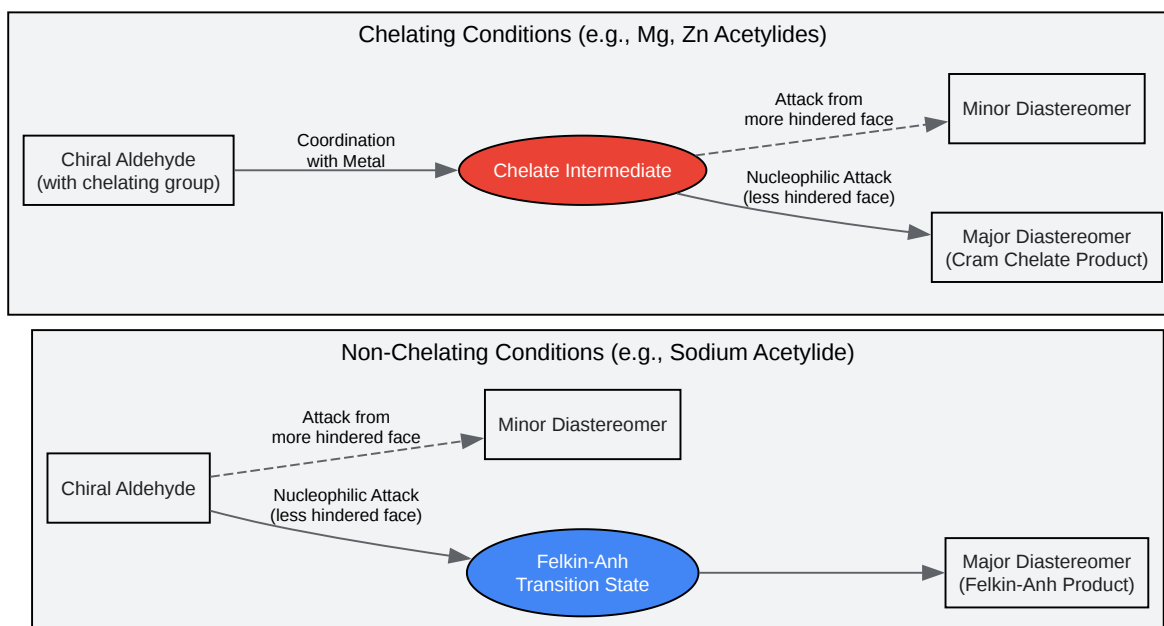 Chelating Conditions (e.g., Mg, Zn Acetylides)
Chiral Aldehyde
(with chelating group)
Coordination
with Metal
Chelate Intermediate
Attack from
more hindered face
Minor Diastereomer
Nucleophilic Attack
(less hindered face)
Major Diastereomer
(Cram Chelate Product)
Non-Chelating Conditions (e.g., Sodium Acetylide)
Chiral Aldehyde
Attack from
more hindered face
Minor Diastereomer
Nucleophilic Attack
(less hindered face)
Felkin-Anh
Transition State
Major Diastereomer
(Felkin-Anh Product)